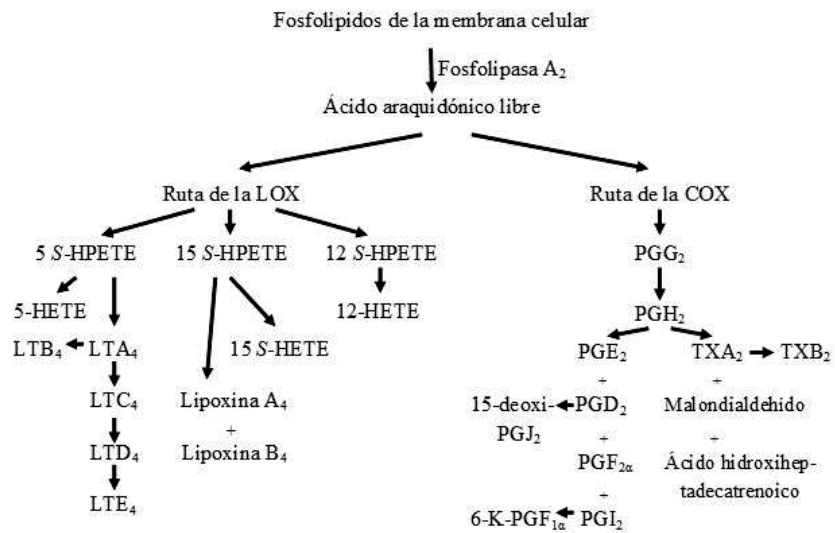 Fosfolípidos de la membrana celular
Fosfolipasa A₂
Ácido araquidónico libre
Ruta de la LOX
Ruta de la COX
5 S-HPETE
15 S-HPETE
12 S-HPETE
PGG₂
5-HETE
12-HETE
PGH₂
LTB₄
LTA₄
15 S-HETE
PGE₂
TXA₂
TXB₂
+
+
LTC₄
Lipoxina A₄
15-deoxi-
PGJ₂
PGD₂
Malondialdehido
+
+
+
LTD₄
Lipoxina B₄
PGF₂α
Ácido hidroxihep-
tadecatrenoico
+
LTE₄
6-K-PGF₁α
PGI₂